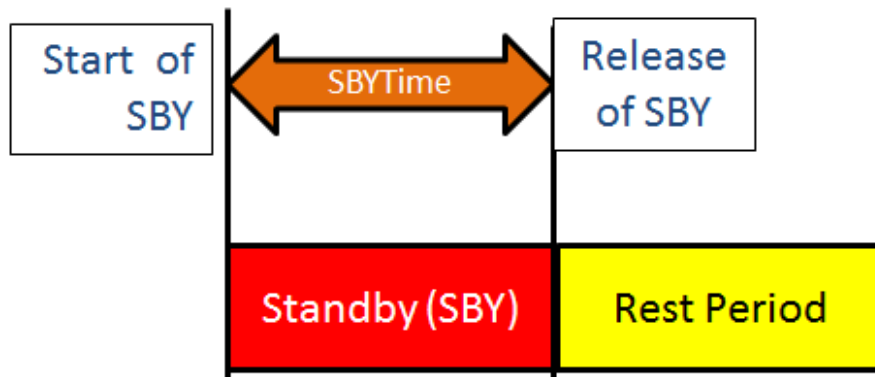 Start of
SBY
SBYTime
Release
of SBY
Standby (SBY)
Rest Period